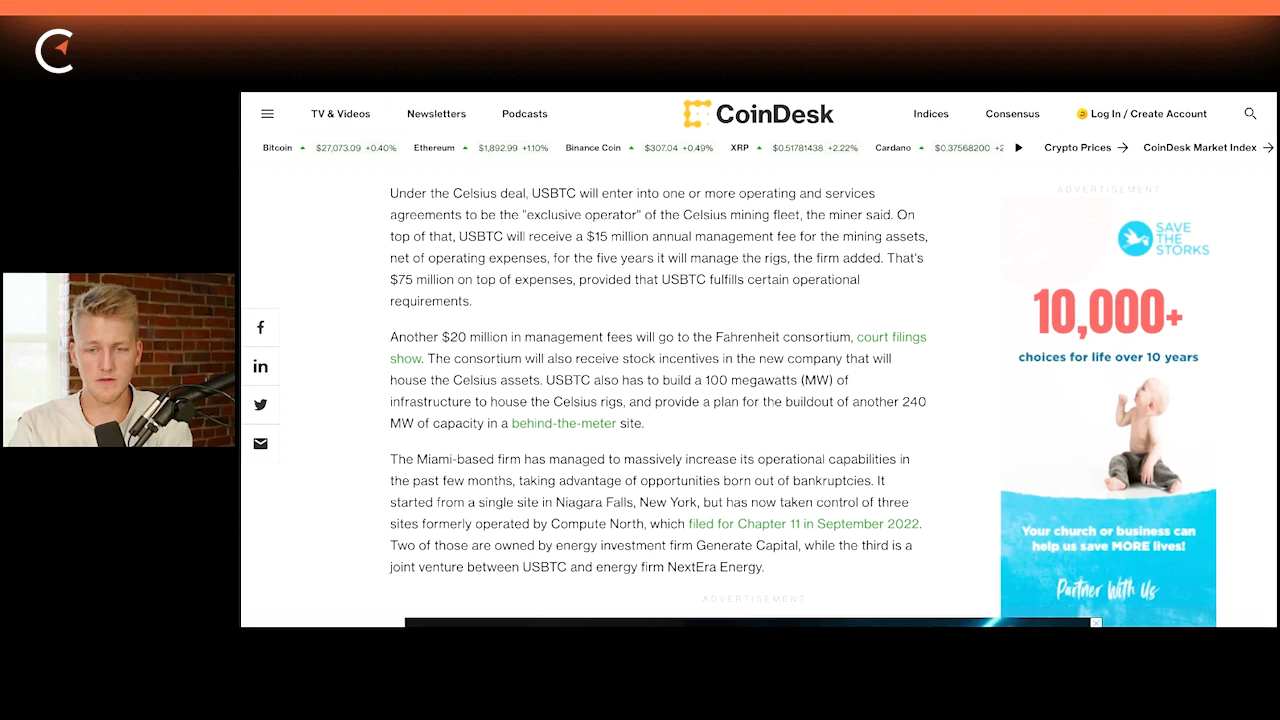 TV & Videos Newsletters Podcasts CoinDesk Indices Consensus Log In / Create Account
Bitcoin $27,073.09 +0.40% Ethereum $1,892.99 +1.10% Binance Coin $307.04 +0.49% XRP $0.51781438 +2.22% Cardano $0.37568200 Crypto Prices CoinDesk Market Index
Under the Celsius deal, USBTC will enter into one or more operating and services
agreements to be the "exclusive operator" of the Celsius mining fleet, the miner said. On
top of that, USBTC will receive a $15 million annual management fee for the mining assets,
net of operating expenses, for the five years it will manage the rigs, the firm added. That's
$75 million on top of expenses, provided that USBTC fulfills certain operational
requirements.
Another $20 million in management fees will go to the Fahrenheit consortium, court filings
show. The consortium will also receive stock incentives in the new company that will
house the Celsius assets. USBTC also has to build a 100 megawatts (MW) of
infrastructure to house the Celsius rigs, and provide a plan for the buildout of another 240
MW of capacity in a behind-the-meter site.
The Miami-based firm has managed to massively increase its operational capabilities in
the past few months, taking advantage of opportunities born out of bankruptcies. It
started from a single site in Niagara Falls, New York, but has now taken control of three
sites formerly operated by Compute North, which filed for Chapter 11 in September 2022.
Two of those are owned by energy investment firm Generate Capital, while the third is a
joint venture between USBTC and energy firm NextEra Energy.
ADVERTISEMENT
ADVERTISEMENT
SAVE
THE
STORKS
10,000+
choices for life over 10 years
Your church or business can
help us save MORE lives!
Partner With Us